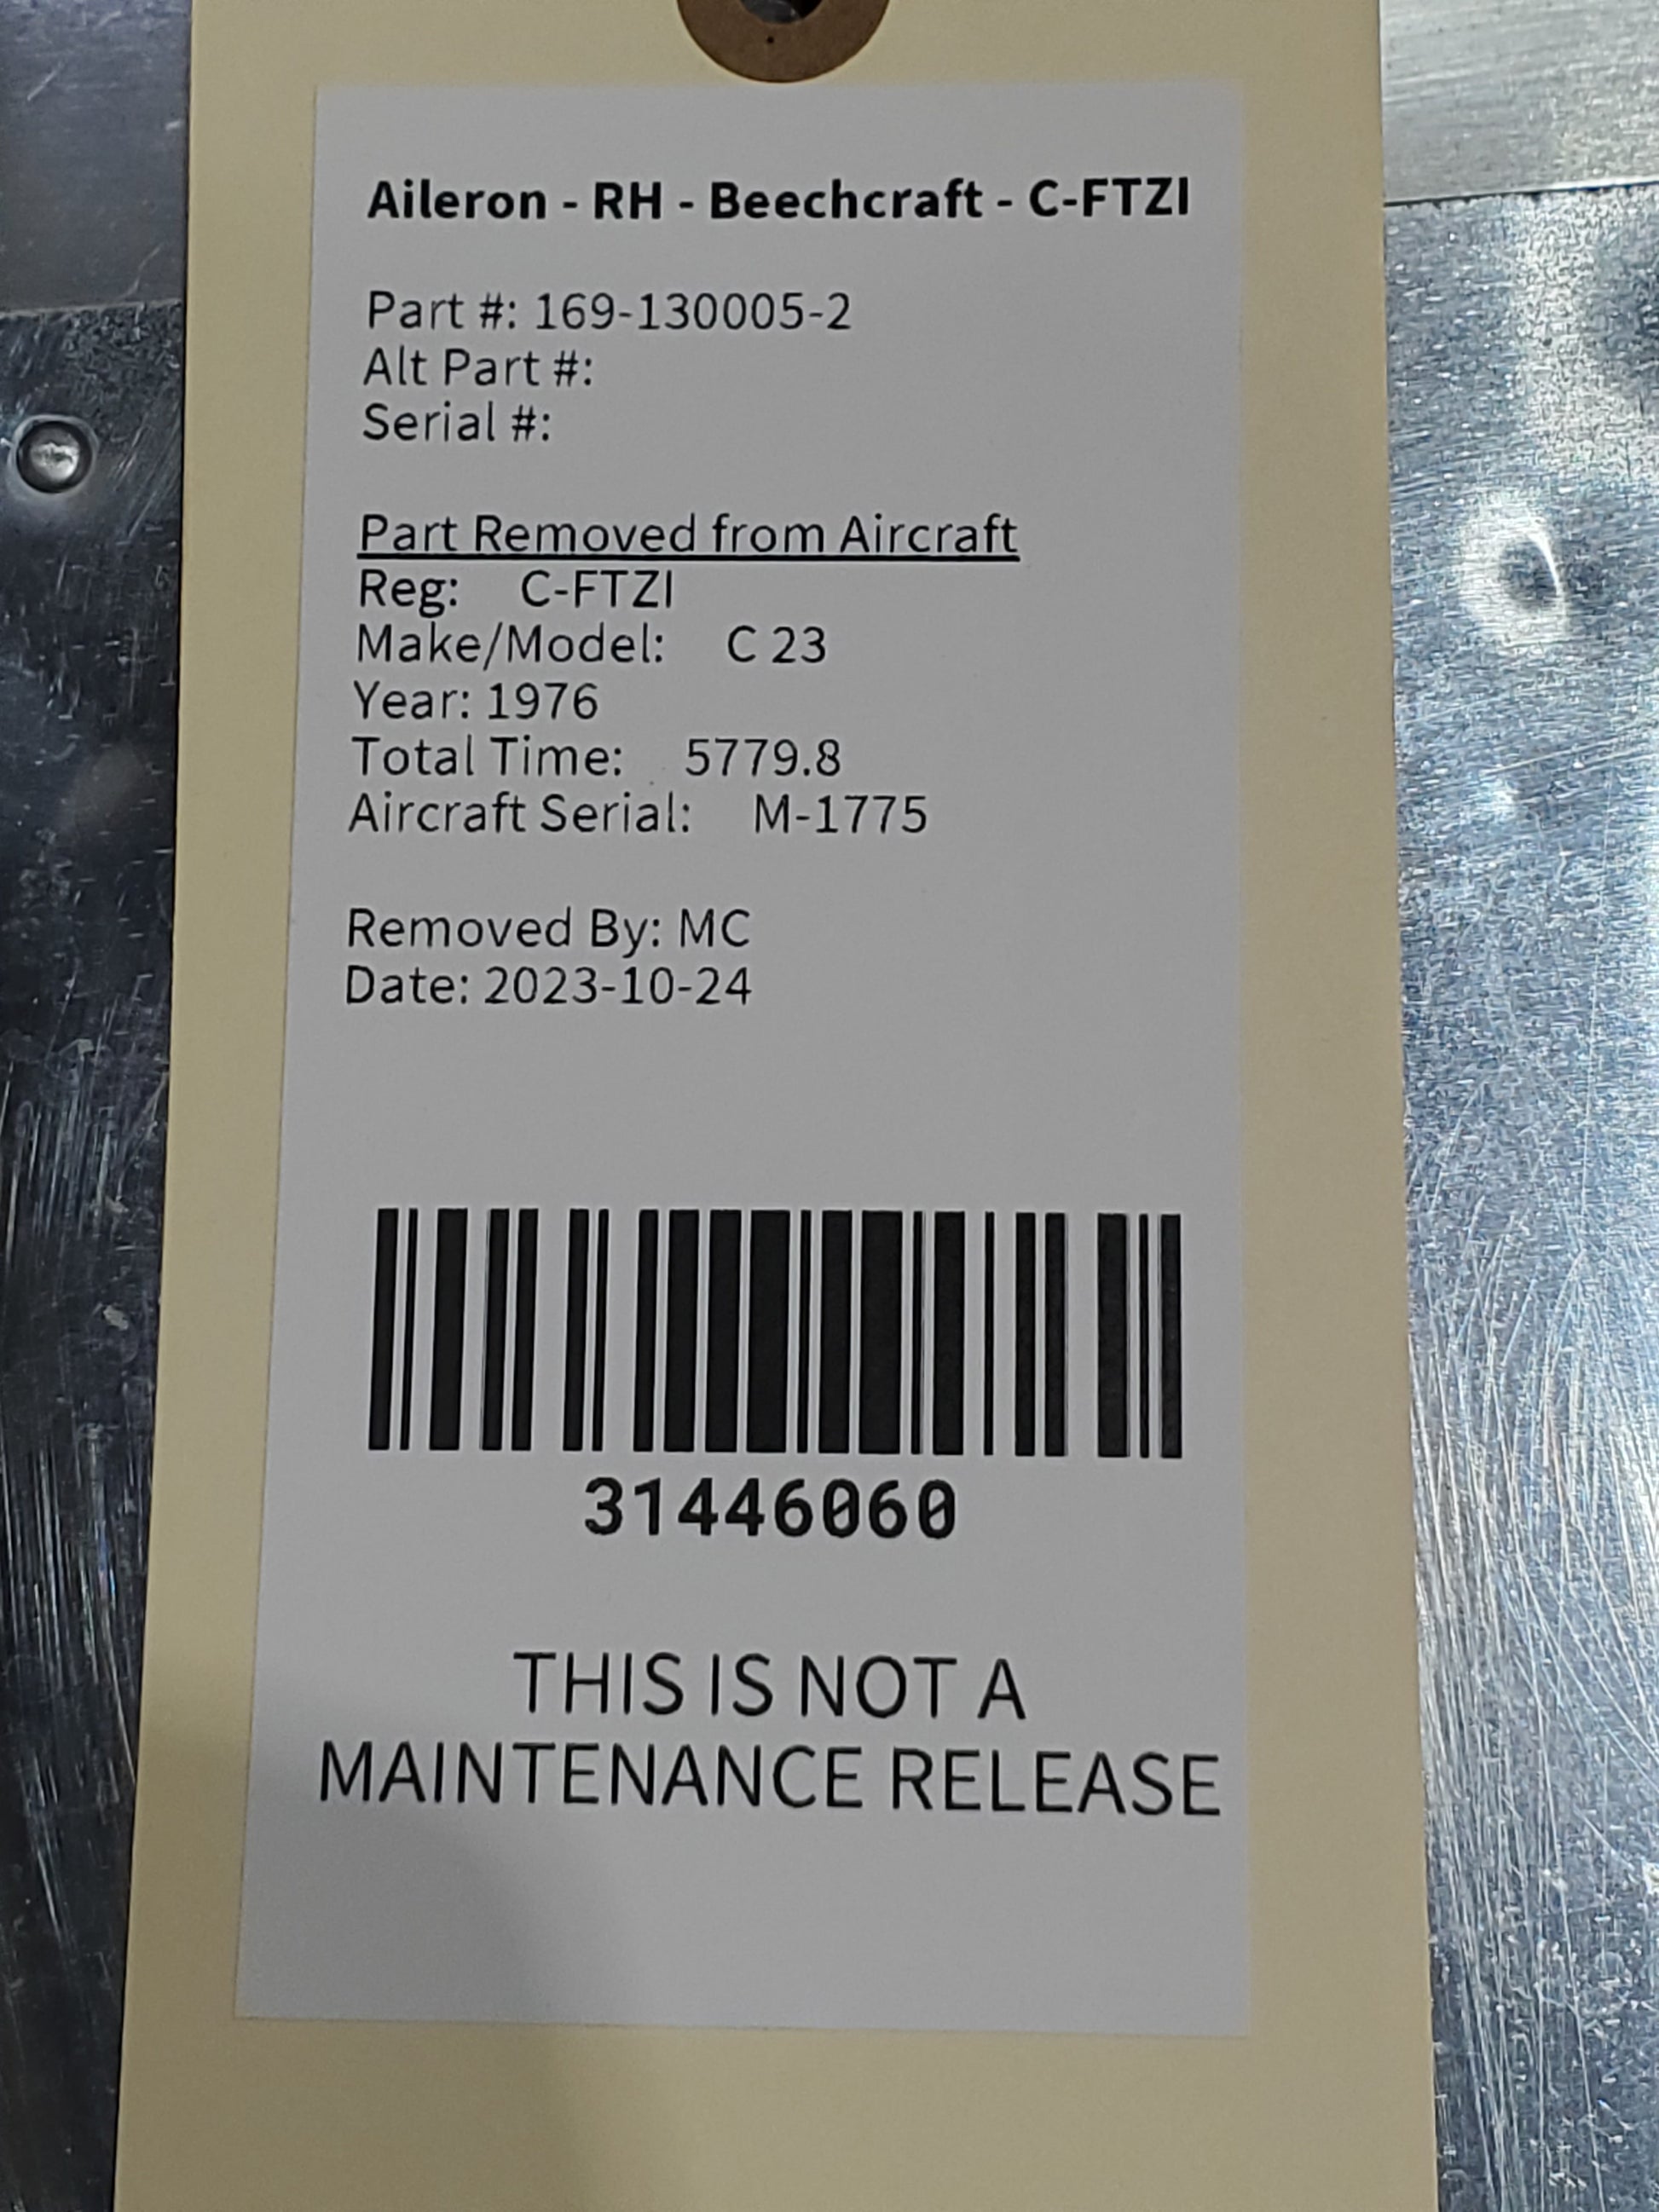 Aileron - RH - Beechcraft - C-FTZI
Part #: 169-130005-2
Alt Part #:
Serial #:
Part Removed from Aircraft
Reg: C-FTZI
Make/Model: C 23
Year: 1976
Total Time: 5779.8
Aircraft Serial: M-1775
Removed By: MC
Date: 2023-10-24
31446060
THIS IS NOT A
MAINTENANCE RELEASE